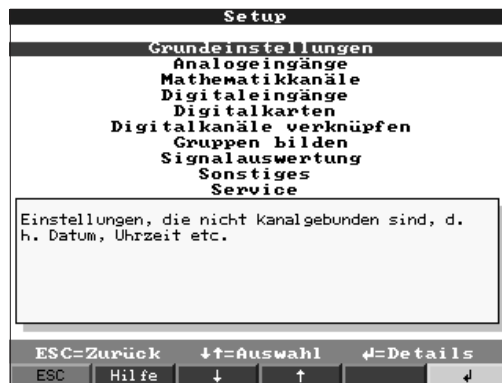 Setup
Grundeinstellungen
Analogeingänge
Mathematikkanäle
Digitaleingänge
Digitalkarten
Digitalkanäle verknüpfen
Gruppen bilden
Signalauswertung
Sonstiges
Service
Einstellungen, die nicht kanalgebunden sind, d.
h. Datum, Uhrzeit etc.
ESC=Zurück ↓↑=Auswahl ↲=Details
ESC Hilfe ↓ ↑ ↲